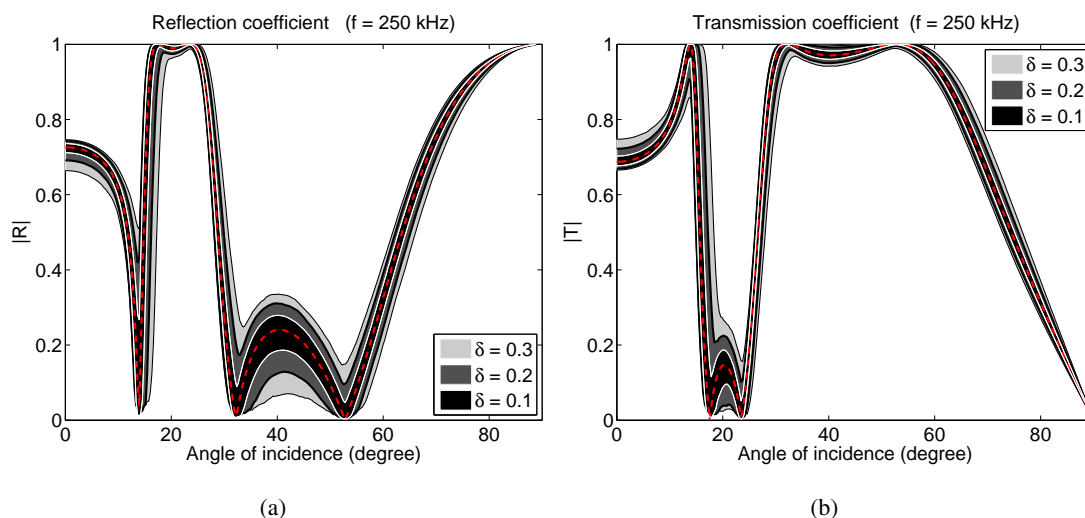 Reflection coefficient (f = 250 kHz)
|R|
1
0.8
0.6
0.4
0.2
0
0 20 40 60 80
Angle of incidence (degree)
δ = 0.3
δ = 0.2
δ = 0.1
(a)
Transmission coefficient (f = 250 kHz)
|T|
1
0.8
0.6
0.4
0.2
0
0 20 40 60 80
Angle of incidence (degree)
δ = 0.3
δ = 0.2
δ = 0.1
(b)